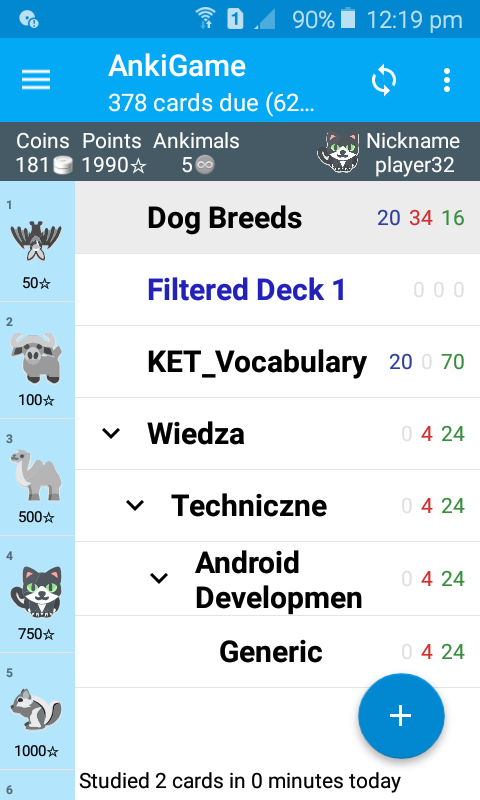 1 90% 12:19 pm
AnkiGame
378 cards due (62…
Coins Points Ankimals Nickname
181 1990☆ 5 player32
1
50☆
2
100☆
3
500☆
4
750☆
5
1000☆
6
Dog Breeds 20 34 16
Filtered Deck 1 0 0 0
KET_Vocabulary 20 0 70
Wiedza 0 4 24
Techniczne 0 4 24
Android
Developmen 0 4 24
Generic 0 4 24
+
Studied 2 cards in 0 minutes today